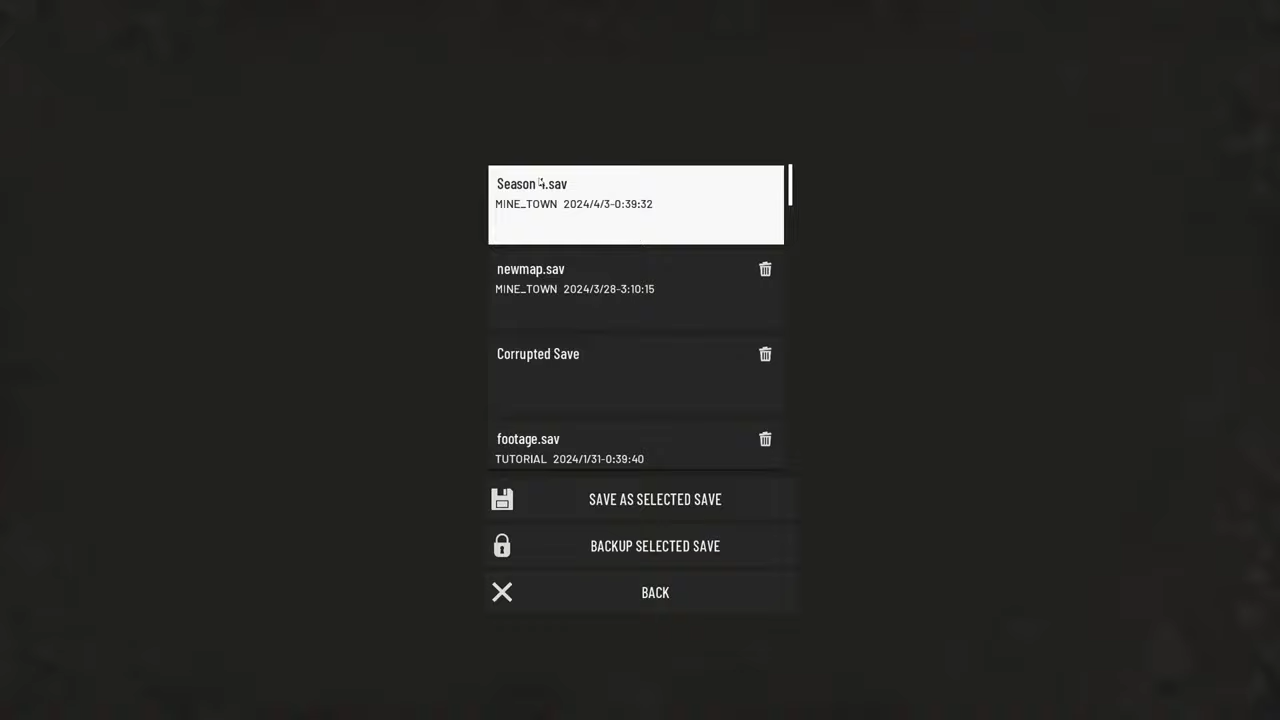 Season 4.sav
MINE_TOWN 2024/4/3-0:39:32
newmap.sav
MINE_TOWN 2024/3/28-3:10:15
Corrupted Save
footage.sav
TUTORIAL 2024/1/31-0:39:40
SAVE AS SELECTED SAVE
BACKUP SELECTED SAVE
BACK